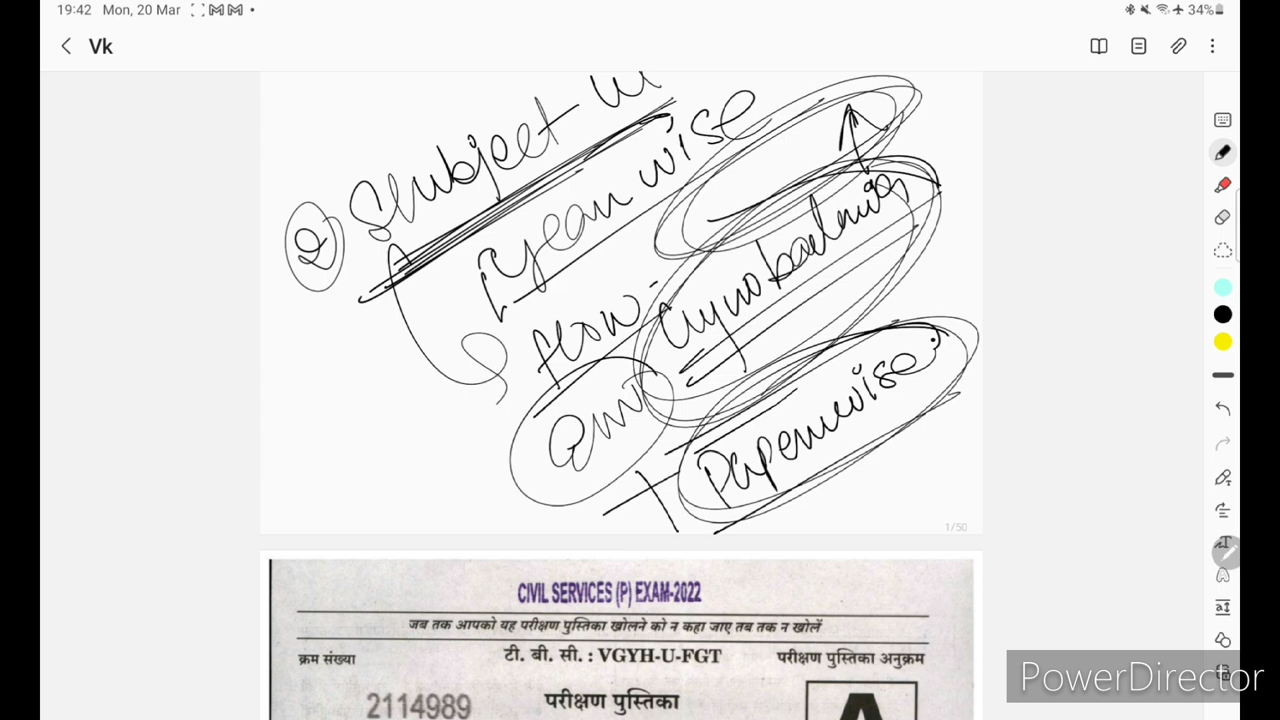 19:42 Mon, 20 Mar
34%
Vk
2 Subject
year wise
flow
Paperwise
1/50
CIVIL SERVICES (P) EXAM-2022
जब तक आपको यह परीक्षण पुस्तिका खोलने को न कहा जाए तब तक न खोलें
क्रम संख्या टी. बी. सी. : VGYH-U-FGT परीक्षण पुस्तिका अनुक्रम
2114989 परीक्षण पुस्तिका A
PowerDirector